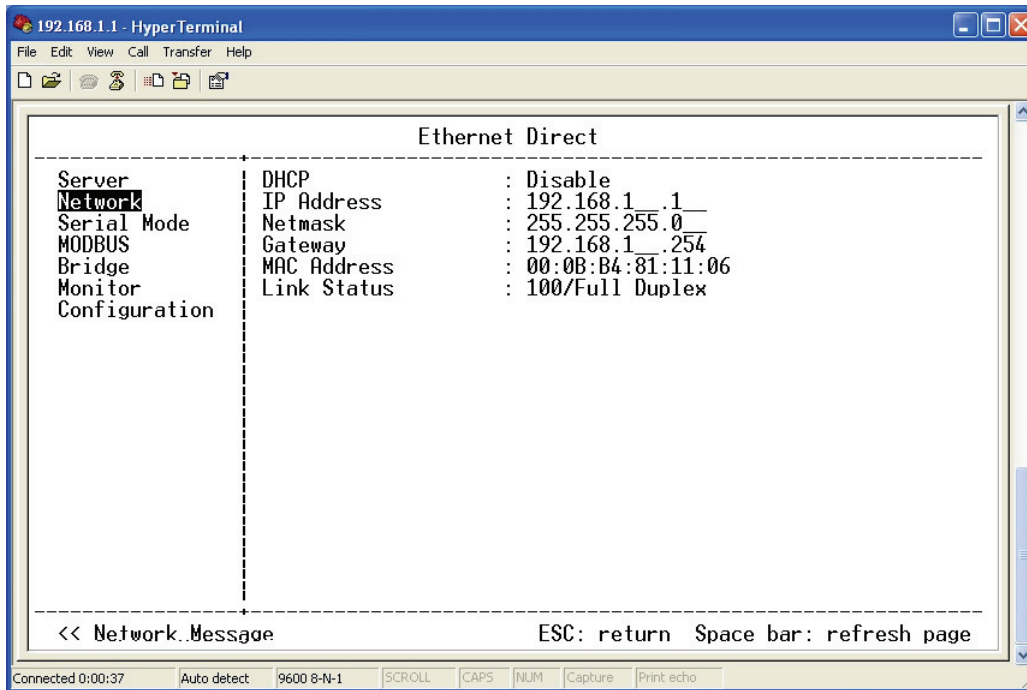 192.168.1.1 - HyperTerminal
File Edit View Call Transfer Help
Ethernet Direct
Server
Network
Serial Mode
MODBUS
Bridge
Monitor
Configuration
DHCP : Disable
IP Address : 192.168.1__.1__
Netmask : 255.255.255.0__
Gateway : 192.168.1__.254
MAC Address : 00:0B:B4:81:11:06
Link Status : 100/Full Duplex
<< Network Message ESC: return Space bar: refresh page
Connected 0:00:37 Auto detect 9600 8-N-1 SCROLL CAPS NUM Capture Print echo